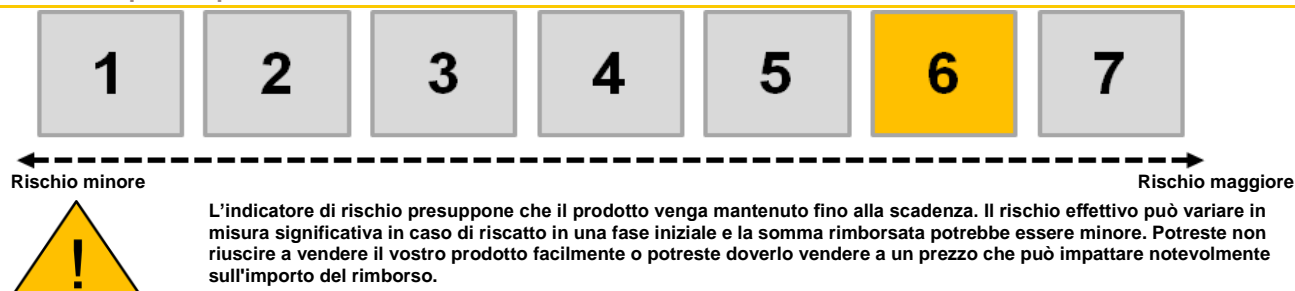 1 2 3 4 5 6 7
Rischio minore Rischio maggiore
L'indicatore di rischio presuppone che il prodotto venga mantenuto fino alla scadenza. Il rischio effettivo può variare in
misura significativa in caso di riscatto in una fase iniziale e la somma rimborsata potrebbe essere minore. Potreste non
riuscire a vendere il vostro prodotto facilmente o potreste doverlo vendere a un prezzo che può impattare notevolmente
sull'importo del rimborso.
!